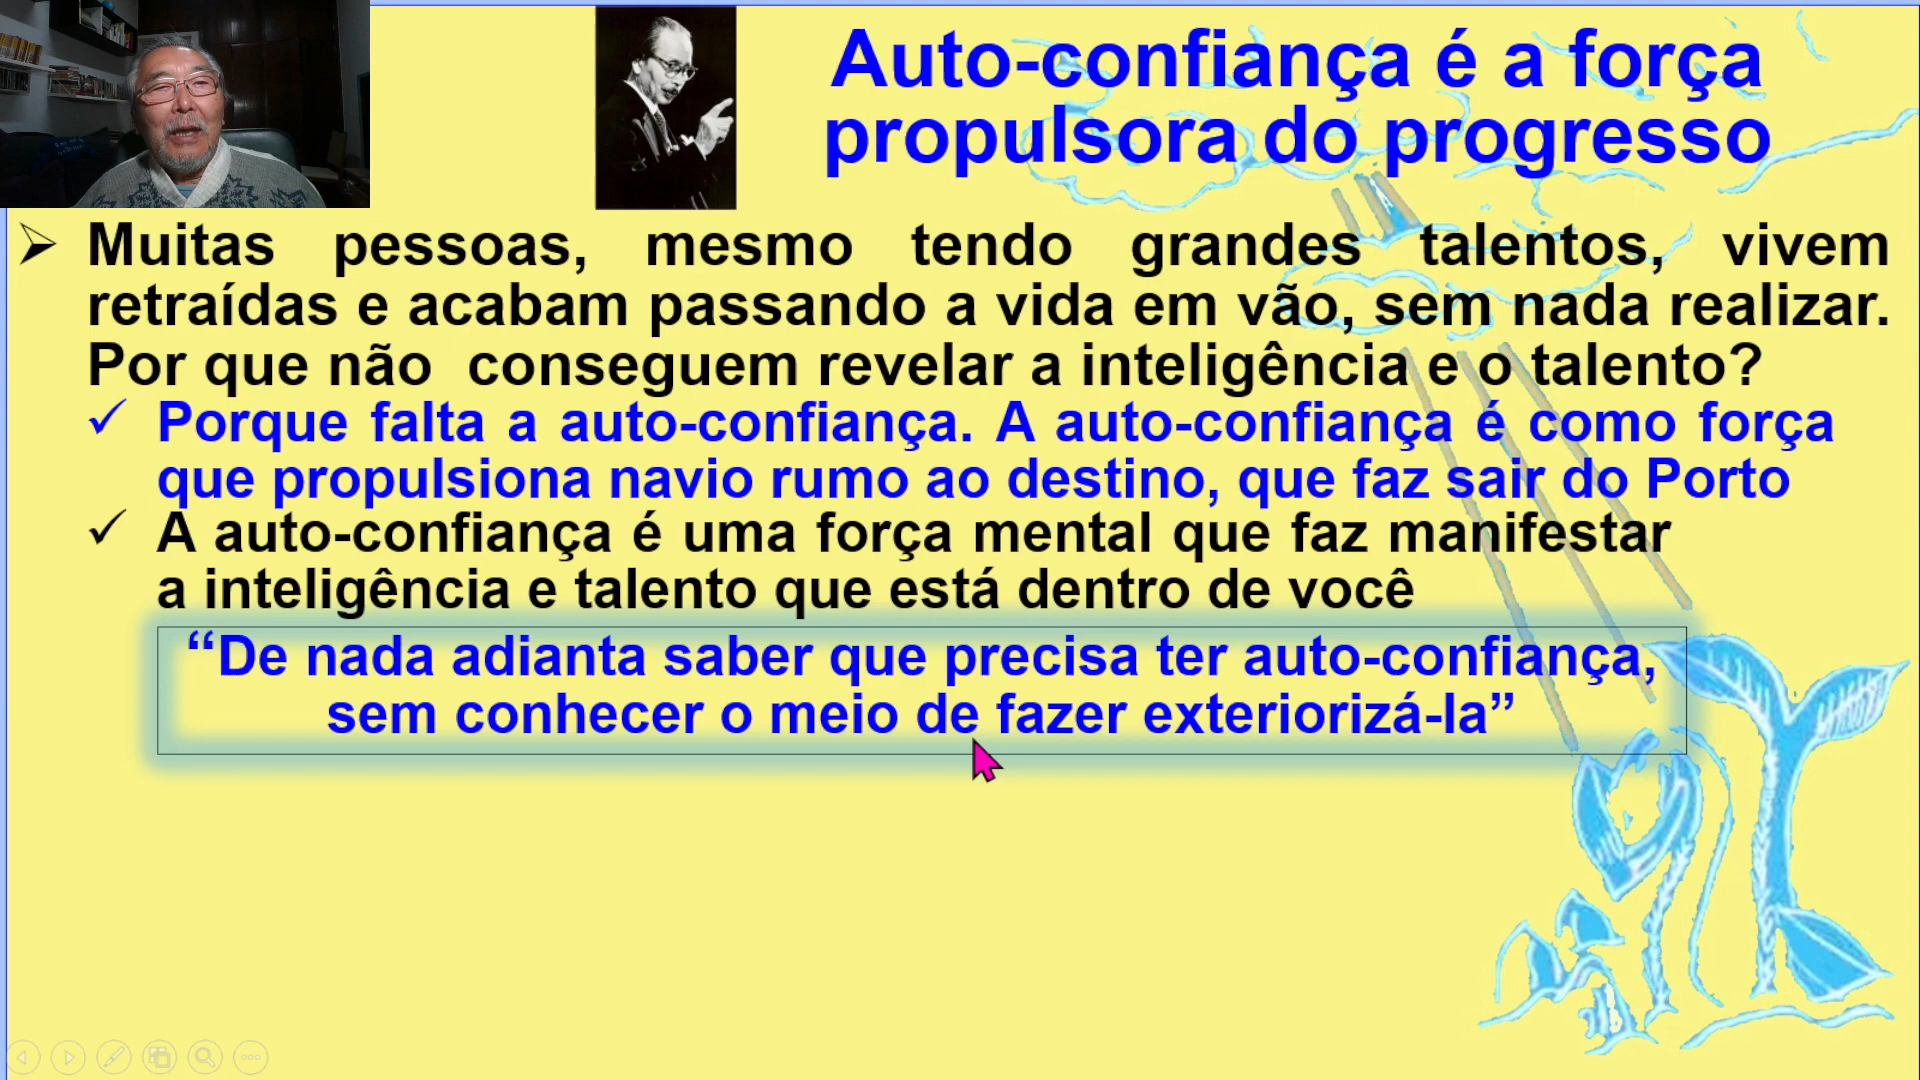 Auto-confiança é a força
propulsora do progresso
Muitas pessoas, mesmo tendo grandes talentos, vivem
retraídas e acabam passando a vida em vão, sem nada realizar.
Por que não conseguem revelar a inteligência e o talento?
Porque falta a auto-confiança. A auto-confiança é como força
que propulsiona navio rumo ao destino, que faz sair do Porto
A auto-confiança é uma força mental que faz manifestar
a inteligência e talento que está dentro de você
“De nada adianta saber que precisa ter auto-confiança,
sem conhecer o meio de fazer exteriorizá-la”